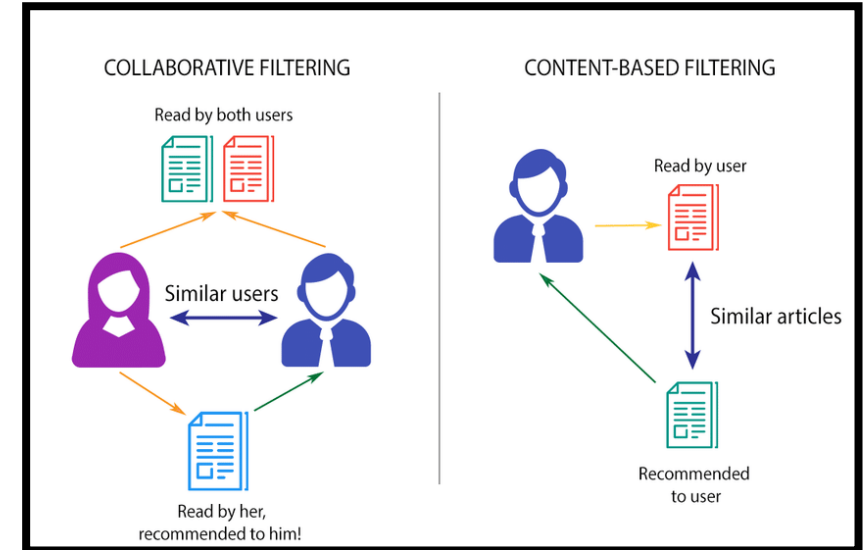 COLLABORATIVE FILTERING
Read by both users
Similar users
Read by her,
recommended to him!
CONTENT-BASED FILTERING
Read by user
Similar articles
Recommended
to user